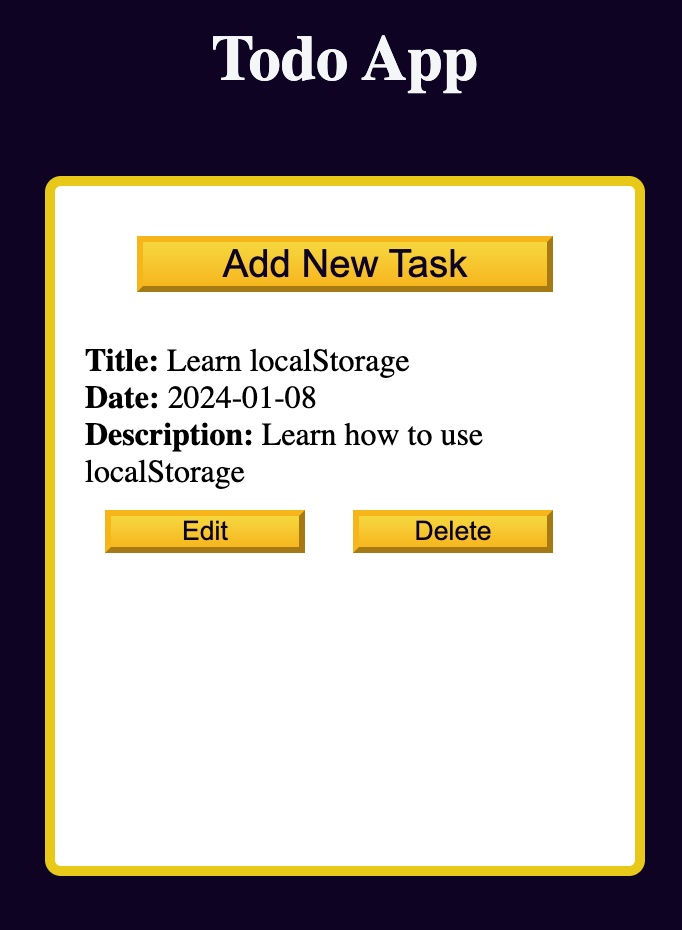 Todo App
Add New Task
Title: Learn localStorage
Date: 2024-01-08
Description: Learn how to use
localStorage
Edit
Delete